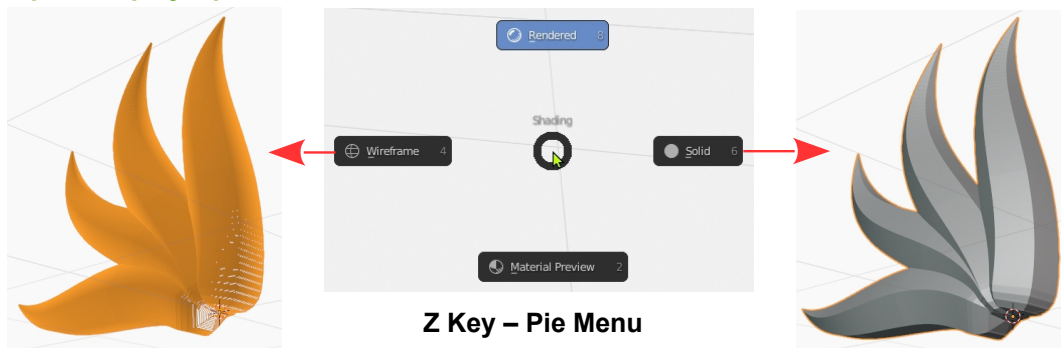 Rendered 8
Shading
Wireframe 4
Solid 6
Material Preview 2
Z Key – Pie Menu